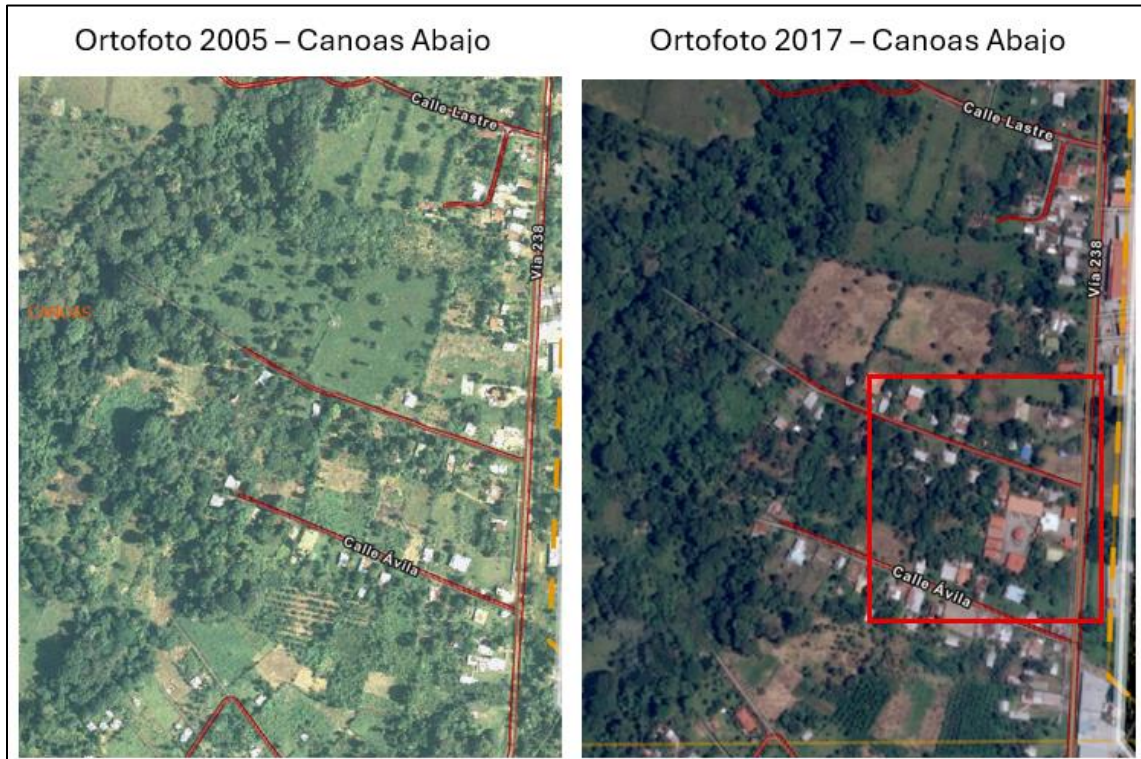 Ortofoto 2005 – Canoas Abajo
Ortofoto 2017 – Canoas Abajo
Calle Lastre
Vía 238
Canoas
Calle Ávila
Calle Lastre
Vía 238
Calle Ávila